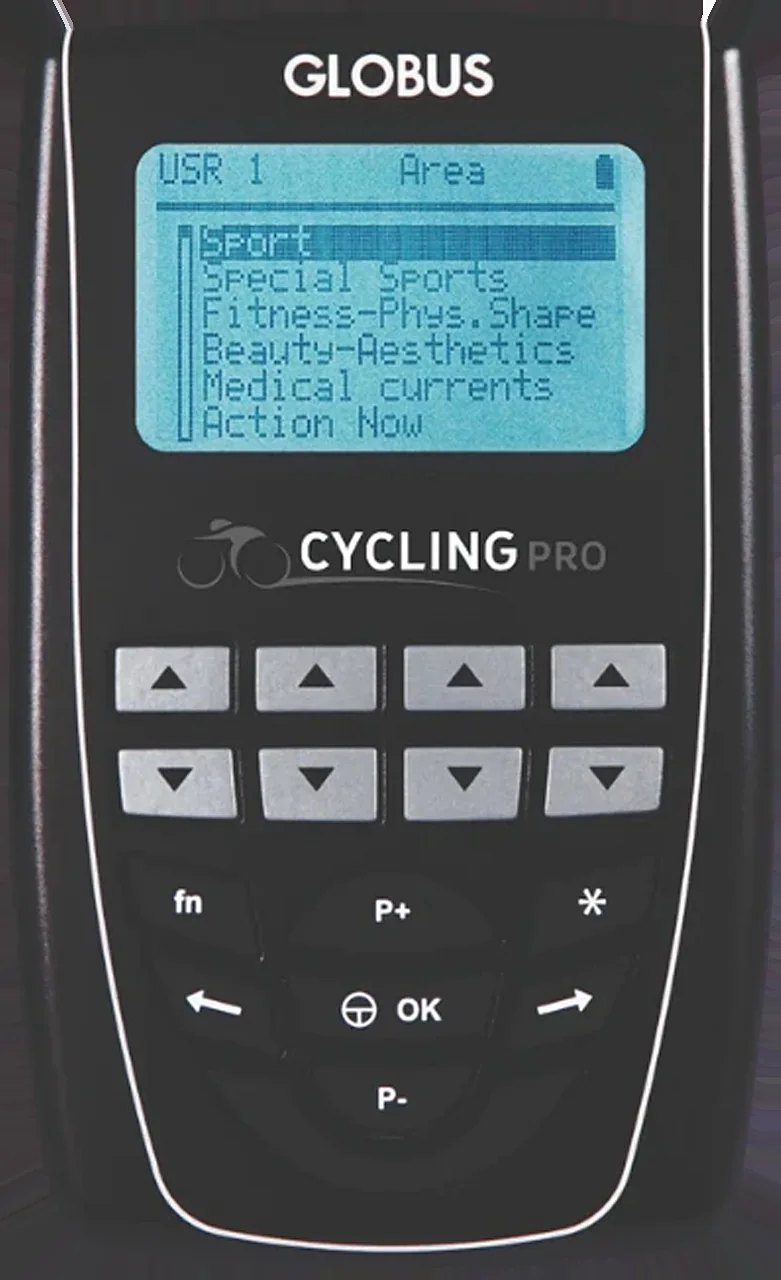 GLOBUS
USR 1 Area
Sport
Special Sports
Fitness-Phys.Shape
Beauty-Aesthetics
Medical currents
Action Now
CYCLING PRO
fn P+ *
OK
P-